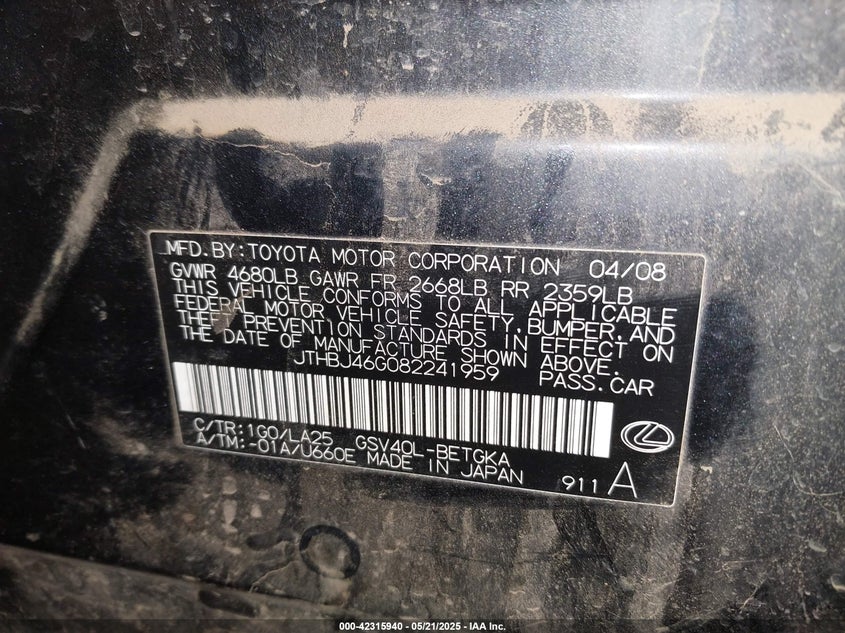 MFD.BY:TOYOTA MOTOR CORPORATION 04/08
GVWR 4680LB GAWR FR 2668LB RR 2359LB
THIS VEHICLE CONFORMS TO ALL APPLICABLE
FEDERAL MOTOR VEHICLE SAFETY,BUMPER,AND
THEFT PREVENTION STANDARDS IN EFFECT ON
THE DATE OF MANUFACTURE SHOWN ABOVE.
JTHBJ46G082241959 PASS.CAR
C/TR:1G0/LA25 GSV40L-BETGKA
A/TM:-01A/U660E MADE IN JAPAN
911 A
000-42315940 - 05/21/2025 - IAA Inc.